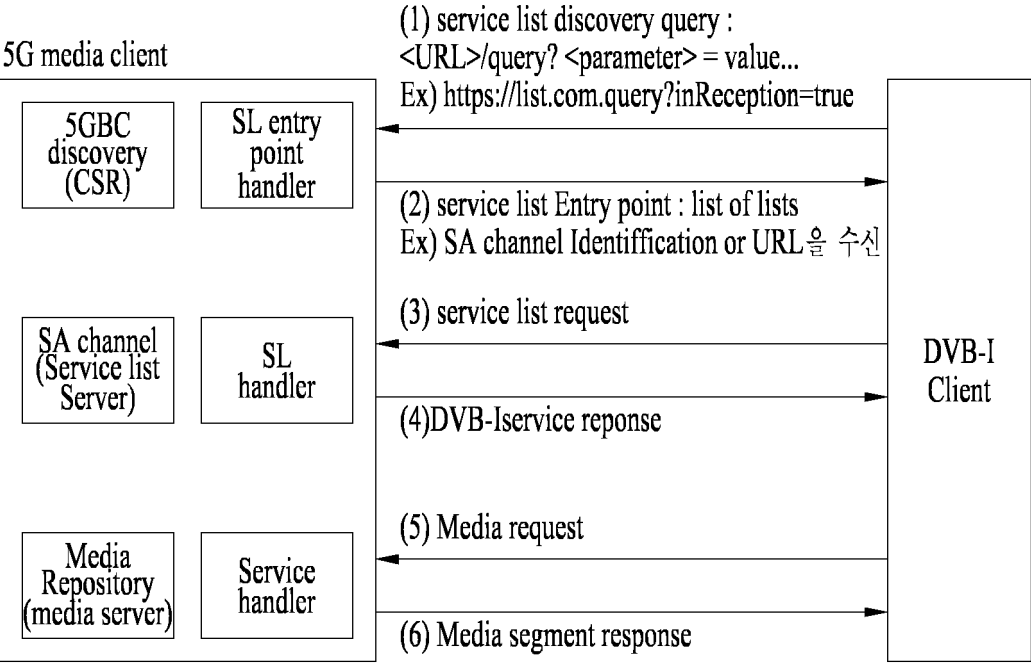 5G media client
(1) service list discovery query :
<URL>/query? <parameter> = value...
Ex) https://list.com.query?inReception=true
5GBC
discovery
(CSR)
SL entry
point
handler
(2) service list Entry point : list of lists
Ex) SA channel Identiffication or URL을 수신
(3) service list request
SA channel
(Service list
Server)
SL
handler
DVB-I
Client
(4)DVB-Iservice reponse
(5) Media request
Media
Repository
(media server)
Service
handler
(6) Media segment response